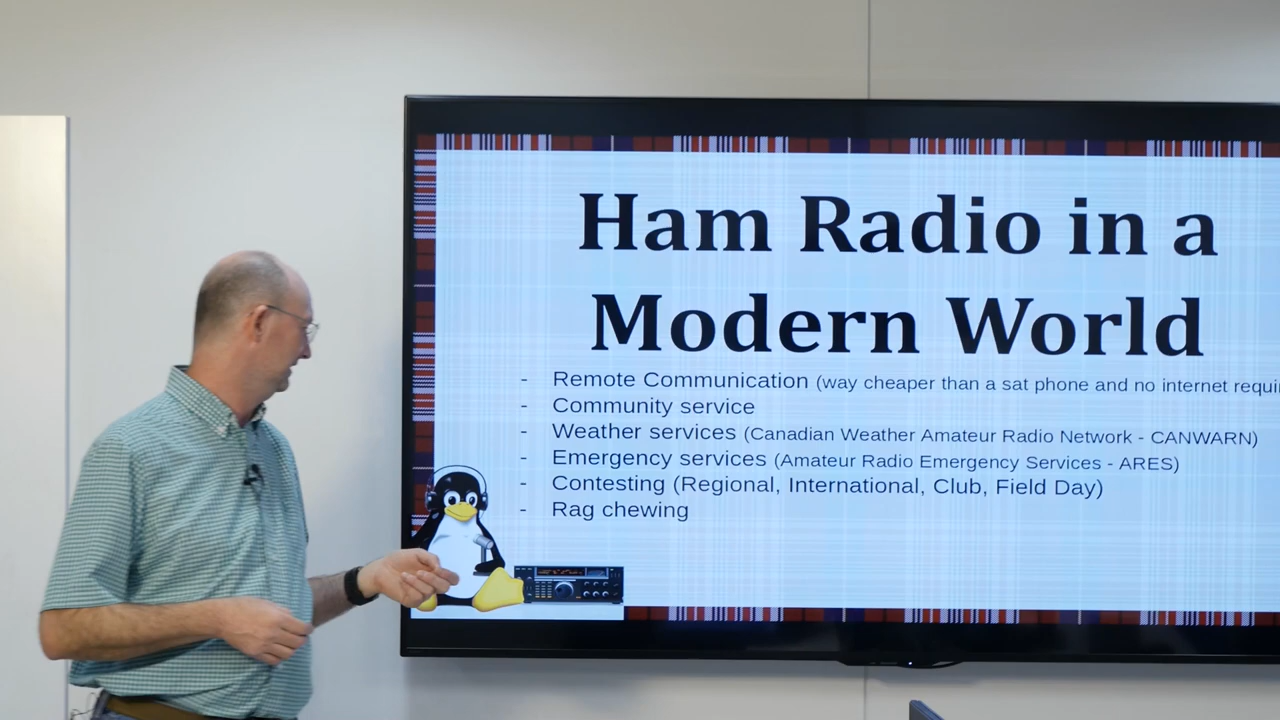 Ham Radio in a
Modern World
- Remote Communication (way cheaper than a sat phone and no internet requi
- Community service
- Weather services (Canadian Weather Amateur Radio Network - CANWARN)
- Emergency services (Amateur Radio Emergency Services - ARES)
- Contesting (Regional, International, Club, Field Day)
- Rag chewing